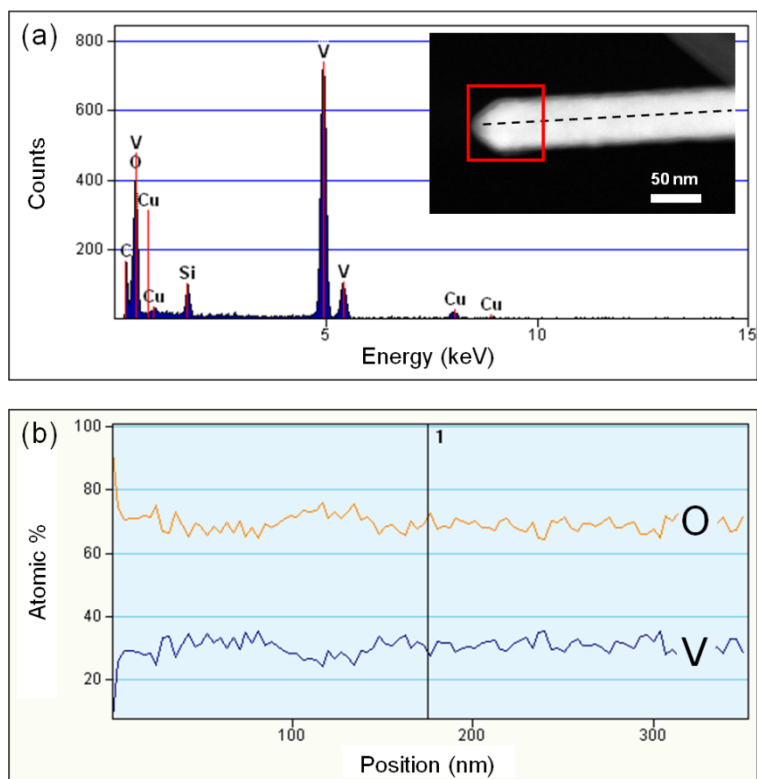 (a)
800
600
400
200
Counts
V
V
O
Cu
C
Cu
Si
V
Cu
Cu
50 nm
5
10
15
Energy (keV)
(b)
100
80
60
40
20
Atomic %
1
O
V
100
200
300
Position (nm)